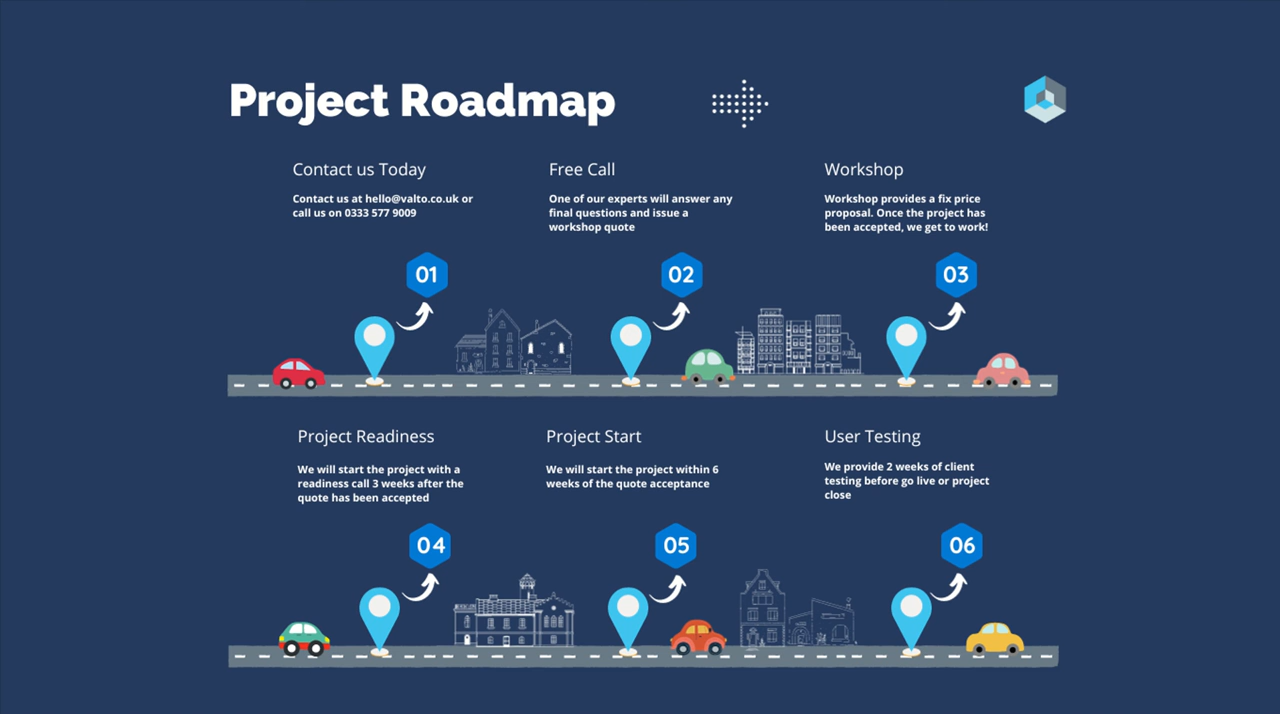 Project Roadmap
Contact us Today
Contact us at hello@valto.co.uk or
call us on 0333 577 9009
01
Free Call
One of our experts will answer any
final questions and issue a
workshop quote
02
Workshop
Workshop provides a fix price
proposal. Once the project has
been accepted, we get to work!
03
Project Readiness
We will start the project with a
readiness call 3 weeks after the
quote has been accepted
04
Project Start
We will start the project within 6
weeks of the quote acceptance
05
User Testing
We provide 2 weeks of client
testing before go live or project
close
06